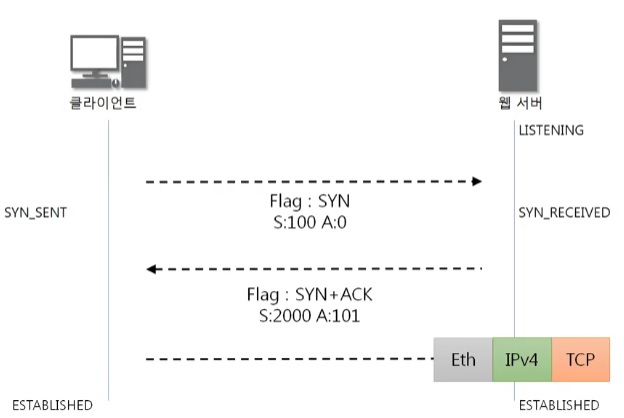 클라이언트
웹 서버
LISTENING
Flag : SYN
S:100 A:0
SYN_SENT
SYN_RECEIVED
Flag : SYN+ACK
S:2000 A:101
Eth
IPv4
TCP
ESTABLISHED
ESTABLISHED